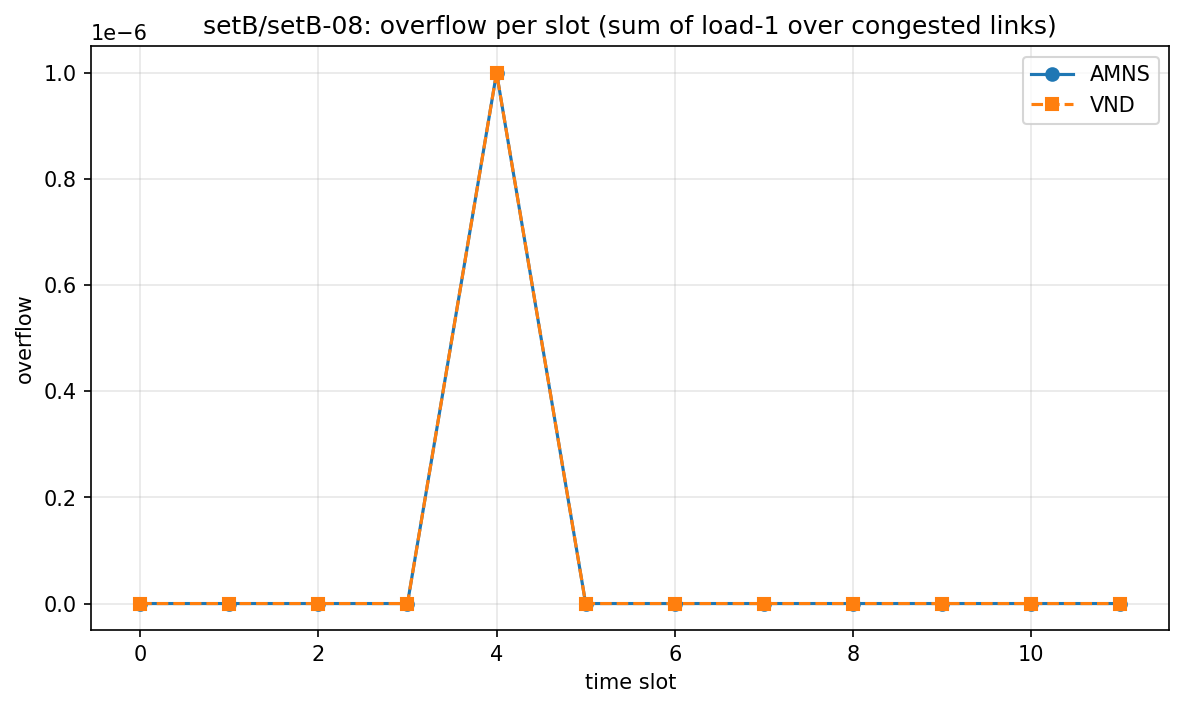 setB/setB-08: overflow per slot (sum of load-1 over congested links)
1e−6
1.0
0.8
0.6
0.4
0.2
0.0
overflow
0 2 4 6 8 10
time slot
AMNS
VND